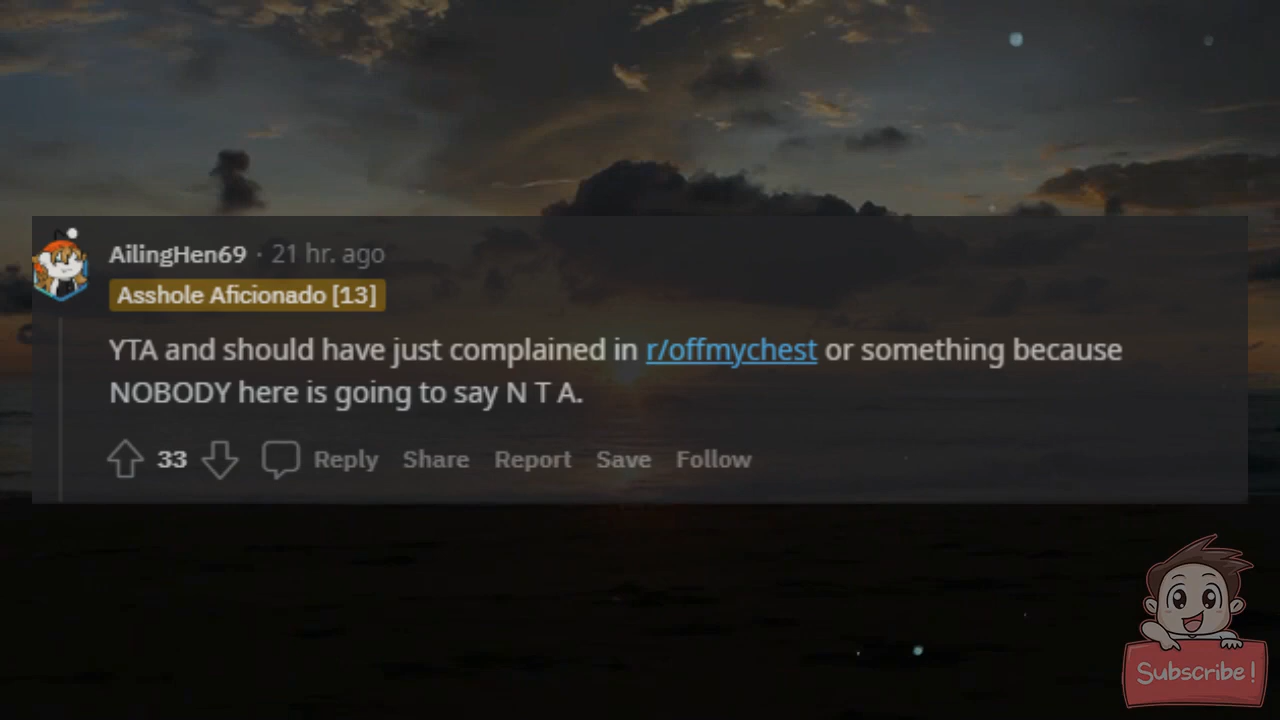 AilingHen69 · 21 hr. ago
Asshole Aficionado [13]
YTA and should have just complained in r/offmychest or something because
NOBODY here is going to say N T A.
33 Reply Share Report Save Follow
Subscribe!